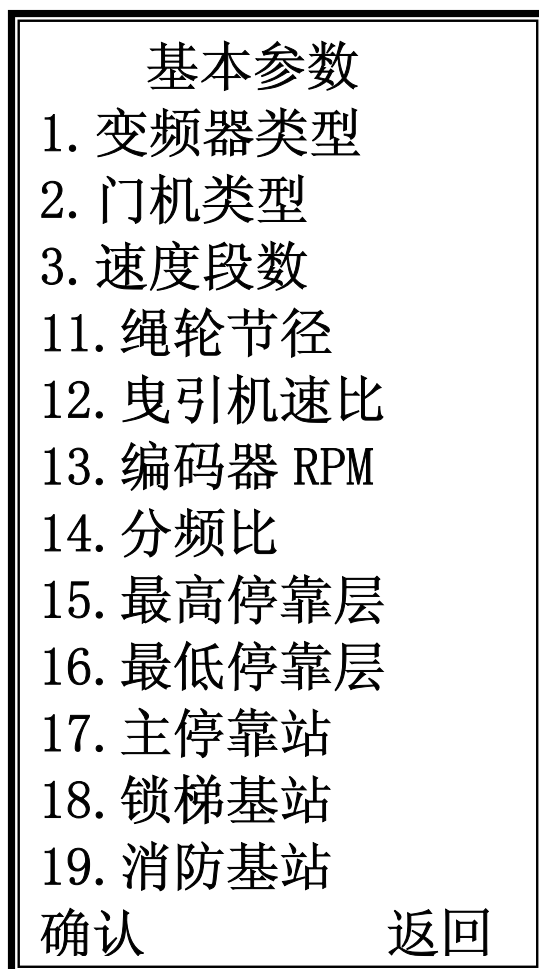 基本参数
1. 变频器类型
2. 门机类型
3. 速度段数
11. 绳轮节径
12. 曳引机速比
13. 编码器 RPM
14. 分频比
15. 最高停靠层
16. 最低停靠层
17. 主停靠站
18. 锁梯基站
19. 消防基站
确认 返回